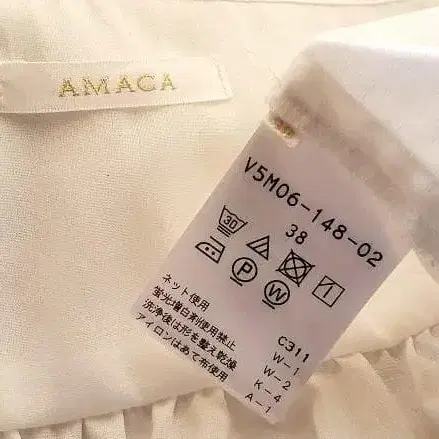 AMACA
V5M06-148-02
38
30
P
W
ネット使用
蛍光増白剤使用禁止
洗浄後は形を整え乾燥
アイロンはあて布使用
C311
W-1
W-2
K-4
A-1